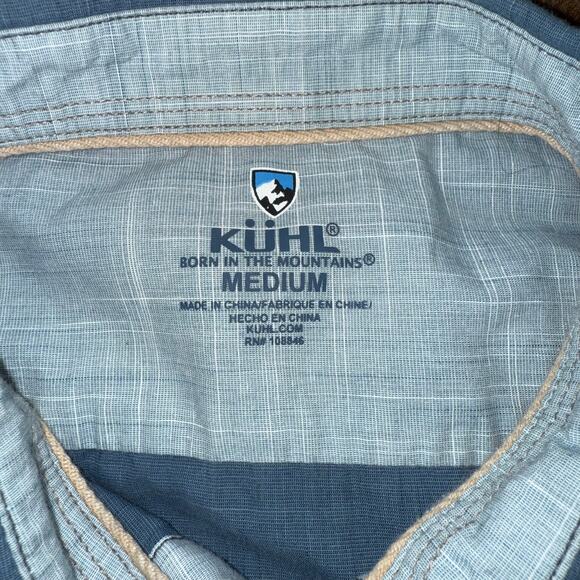 KÜHL®
BORN IN THE MOUNTAINS®
MEDIUM
MADE IN CHINA/FABRIQUE EN CHINE/
HECHO EN CHINA
KUHL.COM
RN# 108846